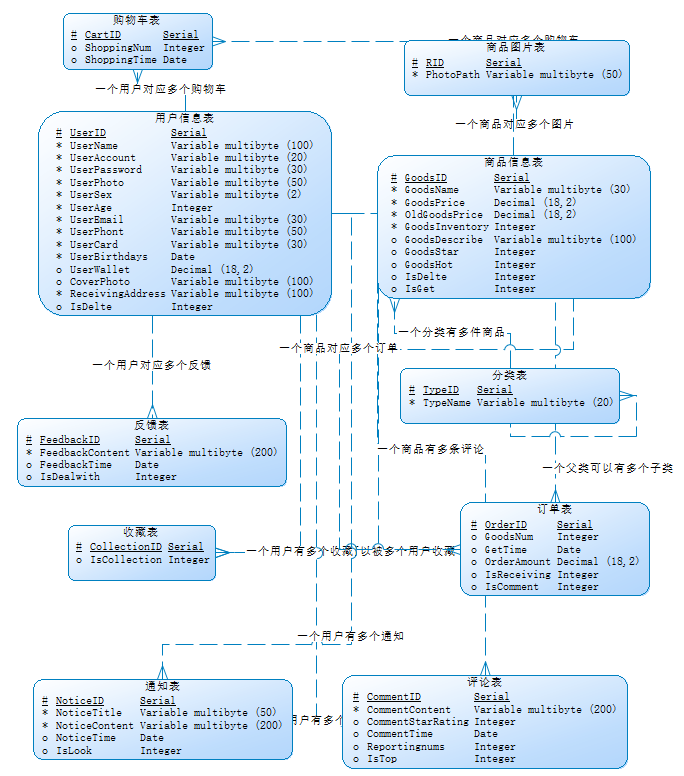 购物车表
# CartID Serial
o ShoppingNum Integer
o ShoppingTime Date
一个商品对应多个购物车
商品图片表
# RID Serial
* PhotoPath Variable multibyte (50)
一个用户对应多个购物车
一个商品对应多个图片
用户信息表
# UserID Serial
* UserName Variable multibyte (100)
* UserAccount Variable multibyte (20)
* UserPassword Variable multibyte (30)
* UserPhoto Variable multibyte (50)
* UserSex Variable multibyte (2)
* UserAge Integer
* UserEmail Variable multibyte (30)
* UserPhont Variable multibyte (50)
* UserCard Variable multibyte (30)
* UserBirthdays Date
o UserWallet Decimal (18,2)
o CoverPhoto Variable multibyte (100)
* ReceivingAddress Variable multibyte (100)
o IsDelte Integer
商品信息表
# GoodsID Serial
* GoodsName Variable multibyte (30)
* GoodsPrice Decimal (18,2)
* OldGoodsPrice Decimal (18,2)
* GoodsInventory Integer
o GoodsDescribe Variable multibyte (100)
o GoodsStar Integer
o GoodsHot Integer
o IsDelte Integer
o IsGet Integer
一个分类有多件商品
一个商品对应多个订单
一个用户对应多个反馈
分类表
# TypeID Serial
* TypeName Variable multibyte (20)
反馈表
# FeedbackID Serial
* FeedbackContent Variable multibyte (200)
o FeedbackTime Date
o IsDealwith Integer
一个商品有多条评论
一个父类可以有多个子类
订单表
# OrderID Serial
o GoodsNum Integer
o GetTime Date
o OrderAmount Decimal (18,2)
o IsReceiving Integer
o IsComment Integer
收藏表
# CollectionID Serial
o IsCollection Integer
一个用户有多个收藏
以被多个用户收藏
一个用户有多个通知
通知表
# NoticeID Serial
* NoticeTitle Variable multibyte (50)
* NoticeContent Variable multibyte (200)
o NoticeTime Date
o IsLook Integer
用户有多个
评论表
# CommentID Serial
* CommentContent Variable multibyte (200)
o CommentStarRating Integer
o CommentTime Date
o Reportingnums Integer
o IsTop Integer